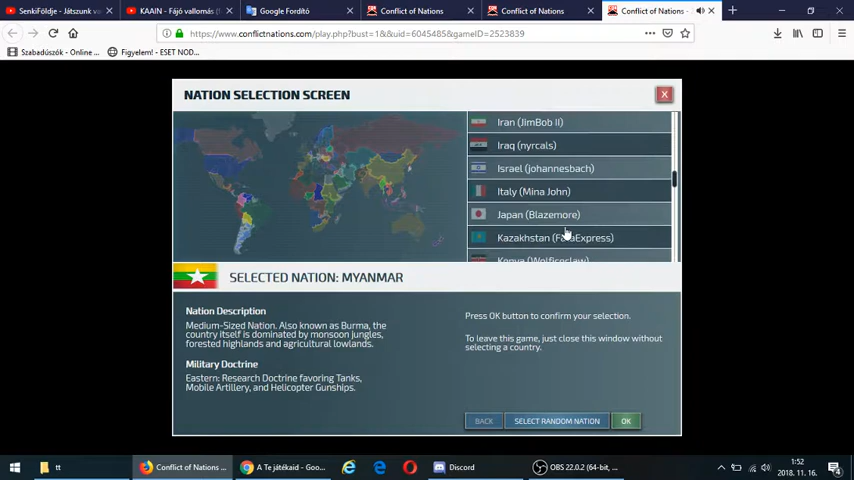 SenkiFöldje - Játszunk va
KAAIN - Fájó vallomás (
Google Fordító
Conflict of Nations
Conflict of Nations
Conflict of Nations
https://www.conflictnations.com/play.php?bust=1&&uid=6045485&gameID=2523839
Szabadúszók - Online ...
Figyelem! - ESET NOD...
NATION SELECTION SCREEN
Iran (JimBob II)
Iraq (nyrcals)
Israel (johannesbach)
Italy (Mina John)
Japan (Blazemore)
Kazakhstan
SELECTED NATION: MYANMAR
Nation Description
Medium-Sized Nation. Also known as Burma, the
country itself is dominated by monsoon jungles,
forested highlands and agricultural lowlands.
Military Doctrine
Eastern: Research Doctrine favoring Tanks,
Mobile Artillery, and Helicopter Gunships.
Press OK button to confirm your selection.
To leave this game, just close this window without
selecting a country.
BACK
SELECT RANDOM NATION
OK
tt
Conflict of Nations ...
A Te játékaid - Goo...
Discord
OBS 22.0.2 (64-bit, ...
1:52
2018. 11. 16.
4